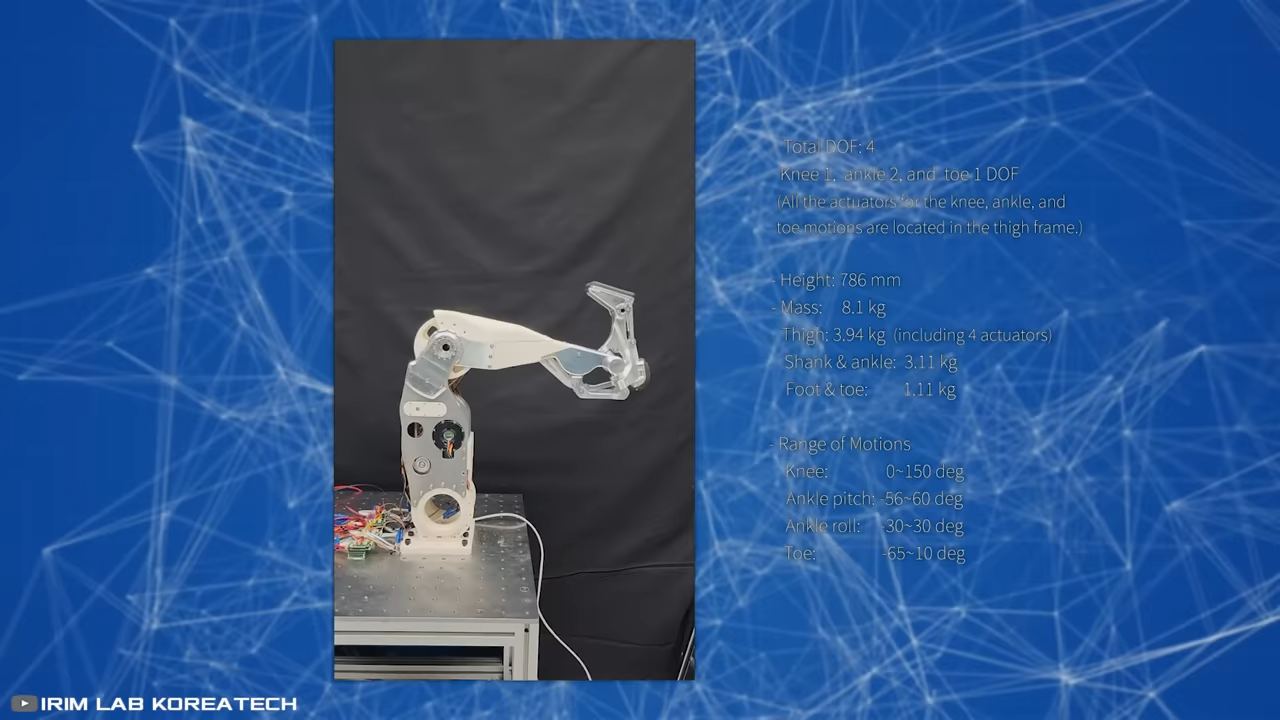 Total DOF: 4
Knee 1, ankle 2, and toe 1 DOF
(All the actuators for the knee, ankle, and
toe motions are located in the thigh frame.)
- Height: 786 mm
- Mass: 8.1 kg
Thigh: 3.94 kg (including 4 actuators)
Shank & ankle: 3.11 kg
Foot & toe: 1.11 kg
- Range of Motions
Knee: 0~150 deg
Ankle pitch: -56~60 deg
Ankle roll: -30~30 deg
Toe: -65~10 deg
IRIM LAB KOREATECH